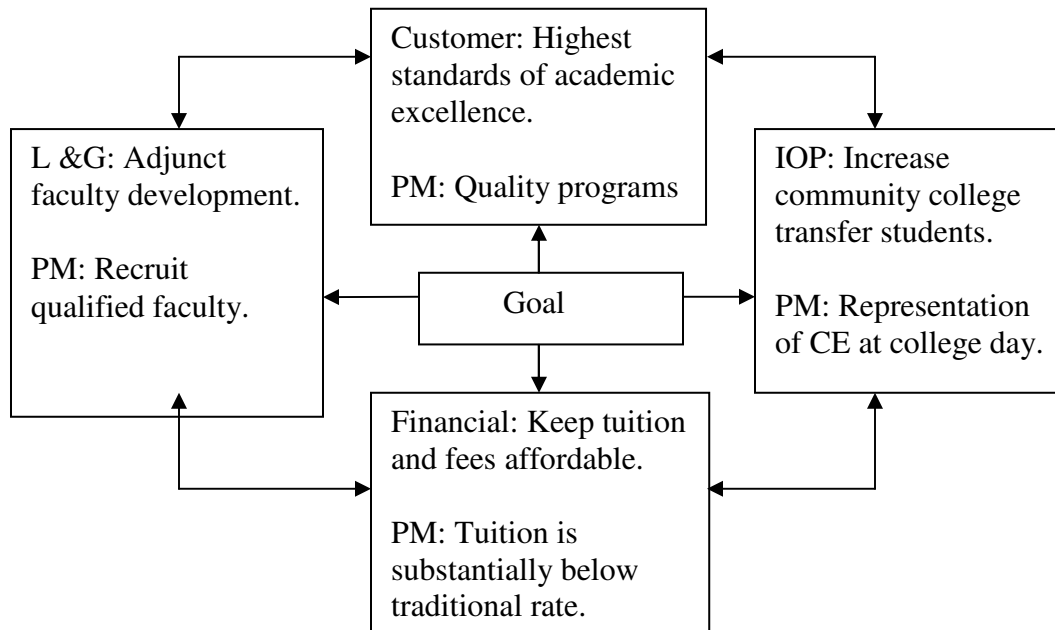 Customer: Highest
standards of academic
excellence.
PM: Quality programs
L &G: Adjunct
faculty development.
PM: Recruit
qualified faculty.
IOP: Increase
community college
transfer students.
PM: Representation
of CE at college day.
Goal
Financial: Keep tuition
and fees affordable.
PM: Tuition is
substantially below
traditional rate.